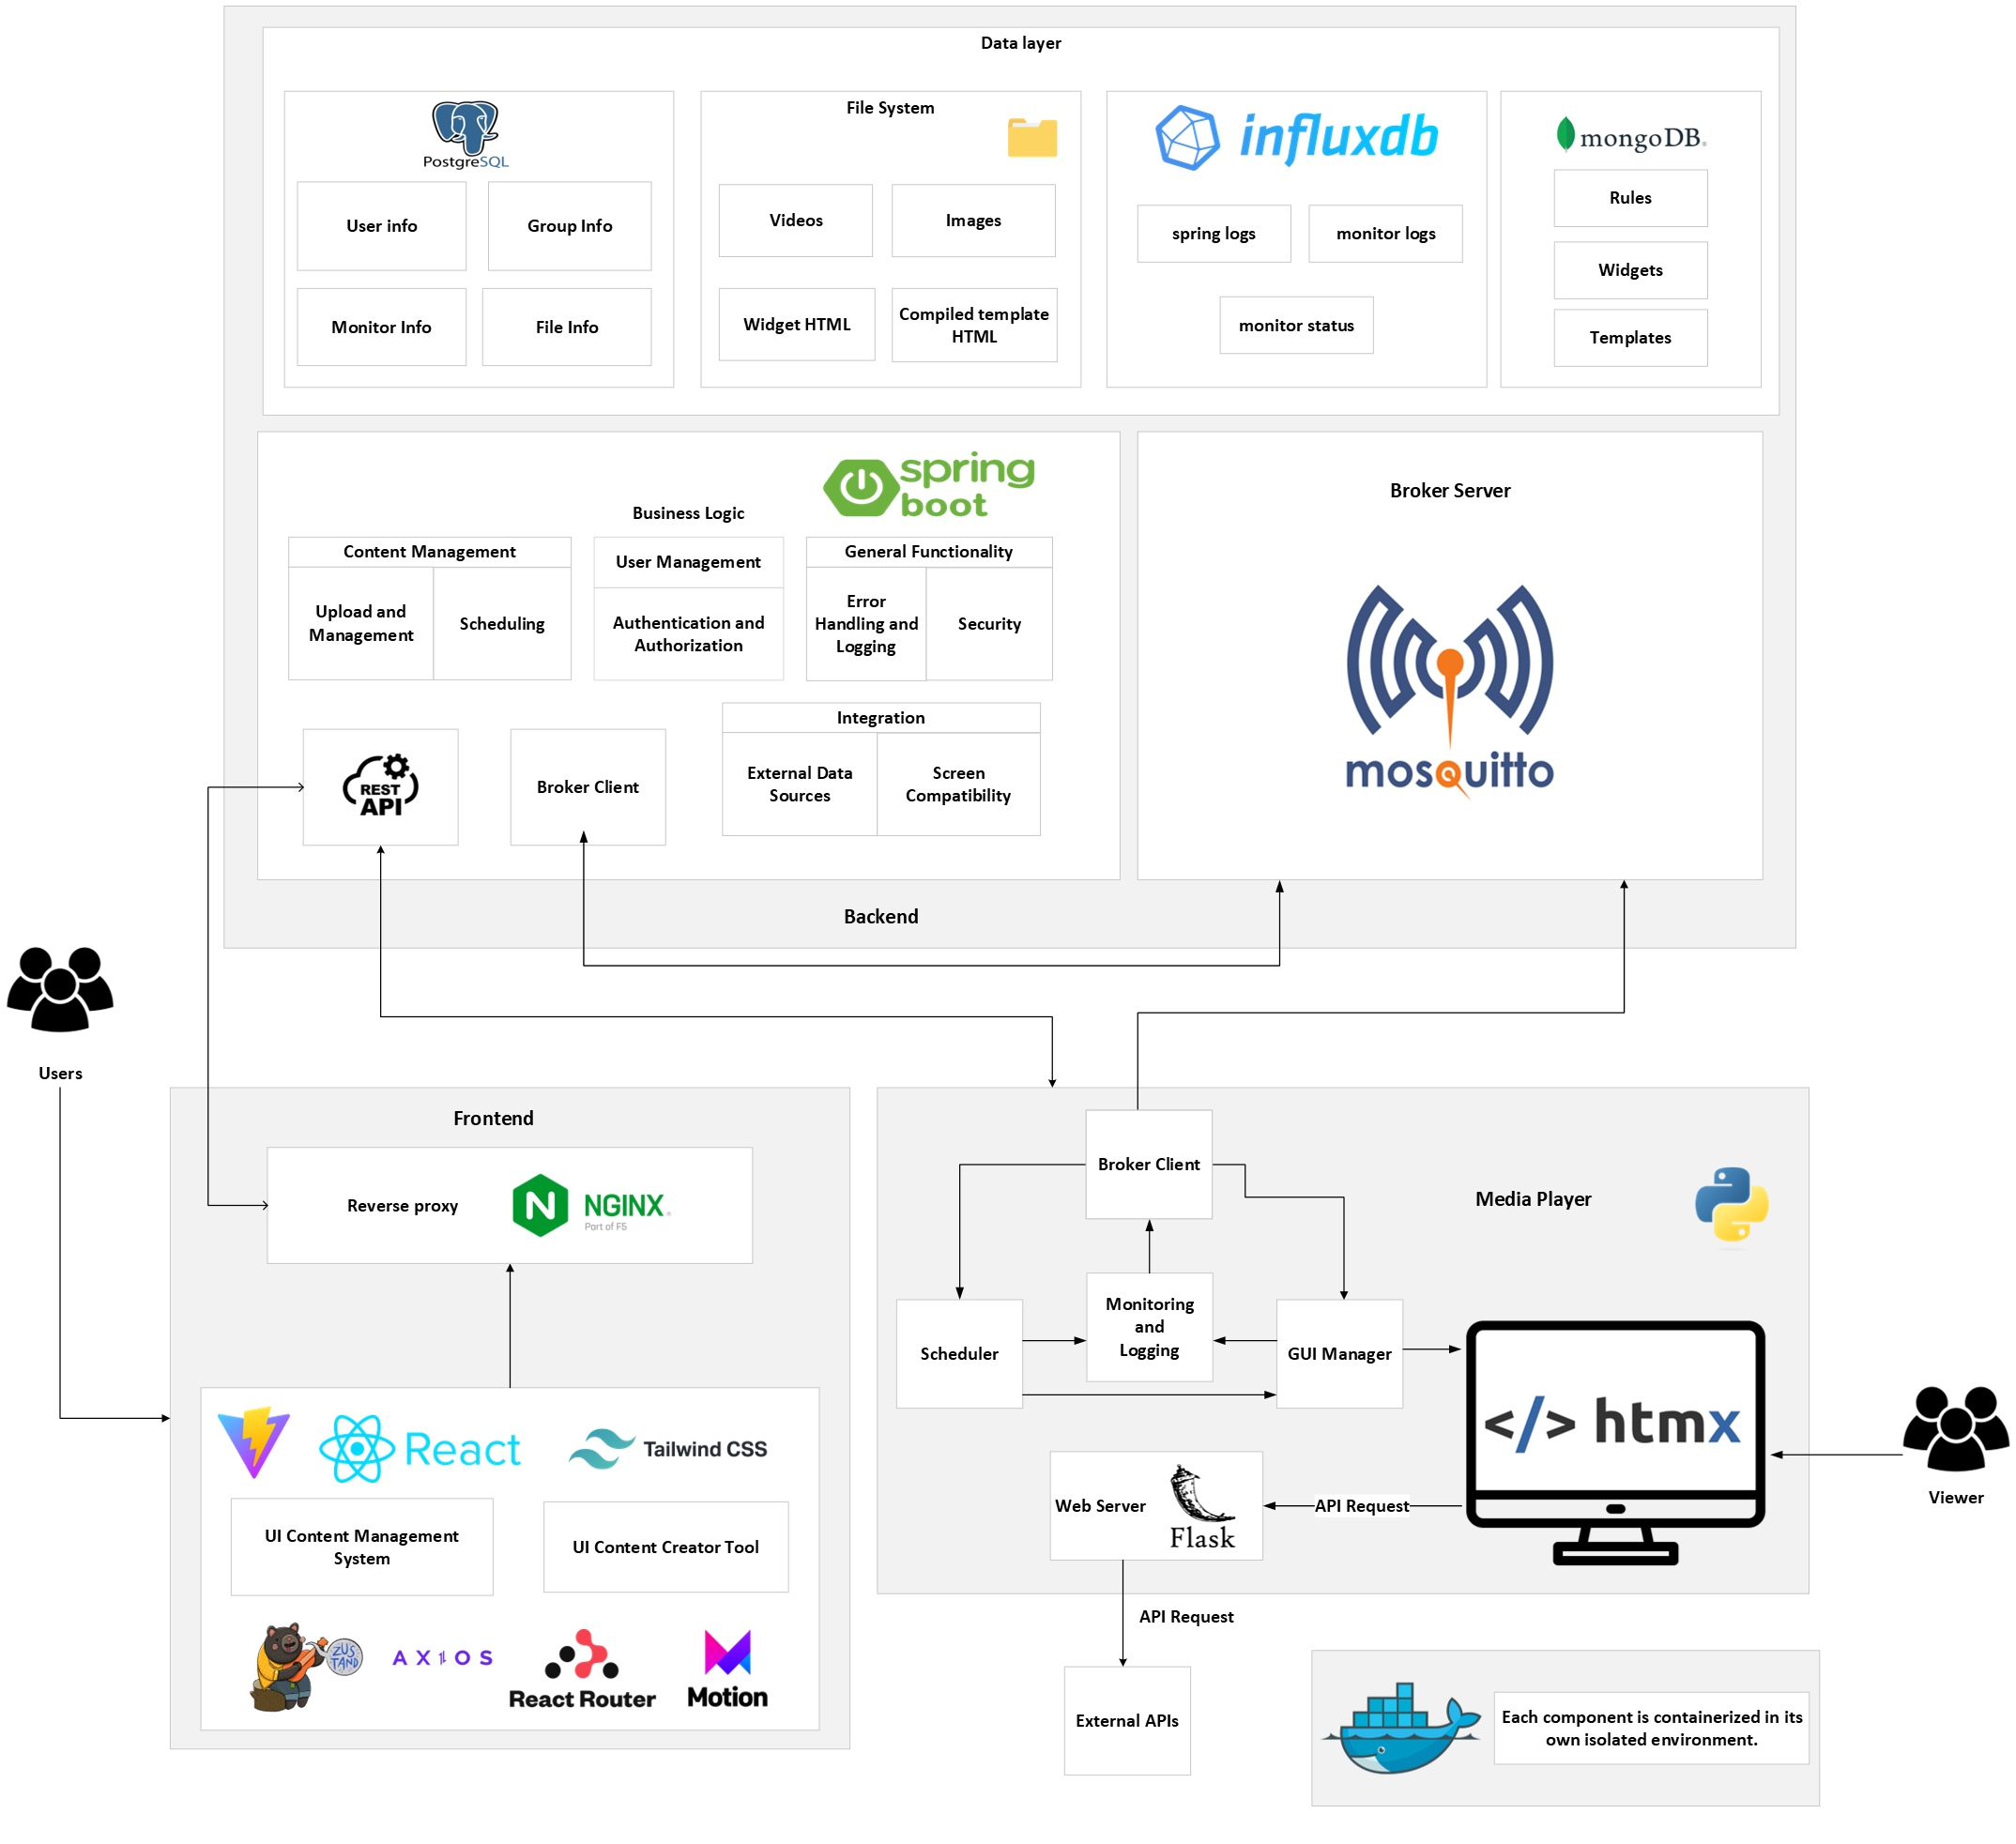 Data layer
PostgreSQL
User info
Group Info
Monitor Info
File Info
File System
Videos
Images
Widget HTML
Compiled template
HTML
influxdb
spring logs
monitor logs
monitor status
mongoDB.
Rules
Widgets
Templates
spring
boot
Business Logic
Content Management
Upload and
Management
Scheduling
User Management
Authentication and
Authorization
General Functionality
Error
Handling and
Logging
Security
Integration
External Data
Sources
Screen
Compatibility
REST
API
Broker Client
Broker Server
mosquitto
Backend
Users
Frontend
Reverse proxy
N
NGINX
Part of F5
React
Tailwind CSS
UI Content Management
System
UI Content Creator Tool
ZUS
TAND
AXIOS
React Router
Motion
Broker Client
Media Player
Monitoring
and
Logging
Scheduler
GUI Manager
</> htmx
Viewer
Web Server
Flask
API Request
API Request
External APIs
Each component is containerized in its
own isolated environment.